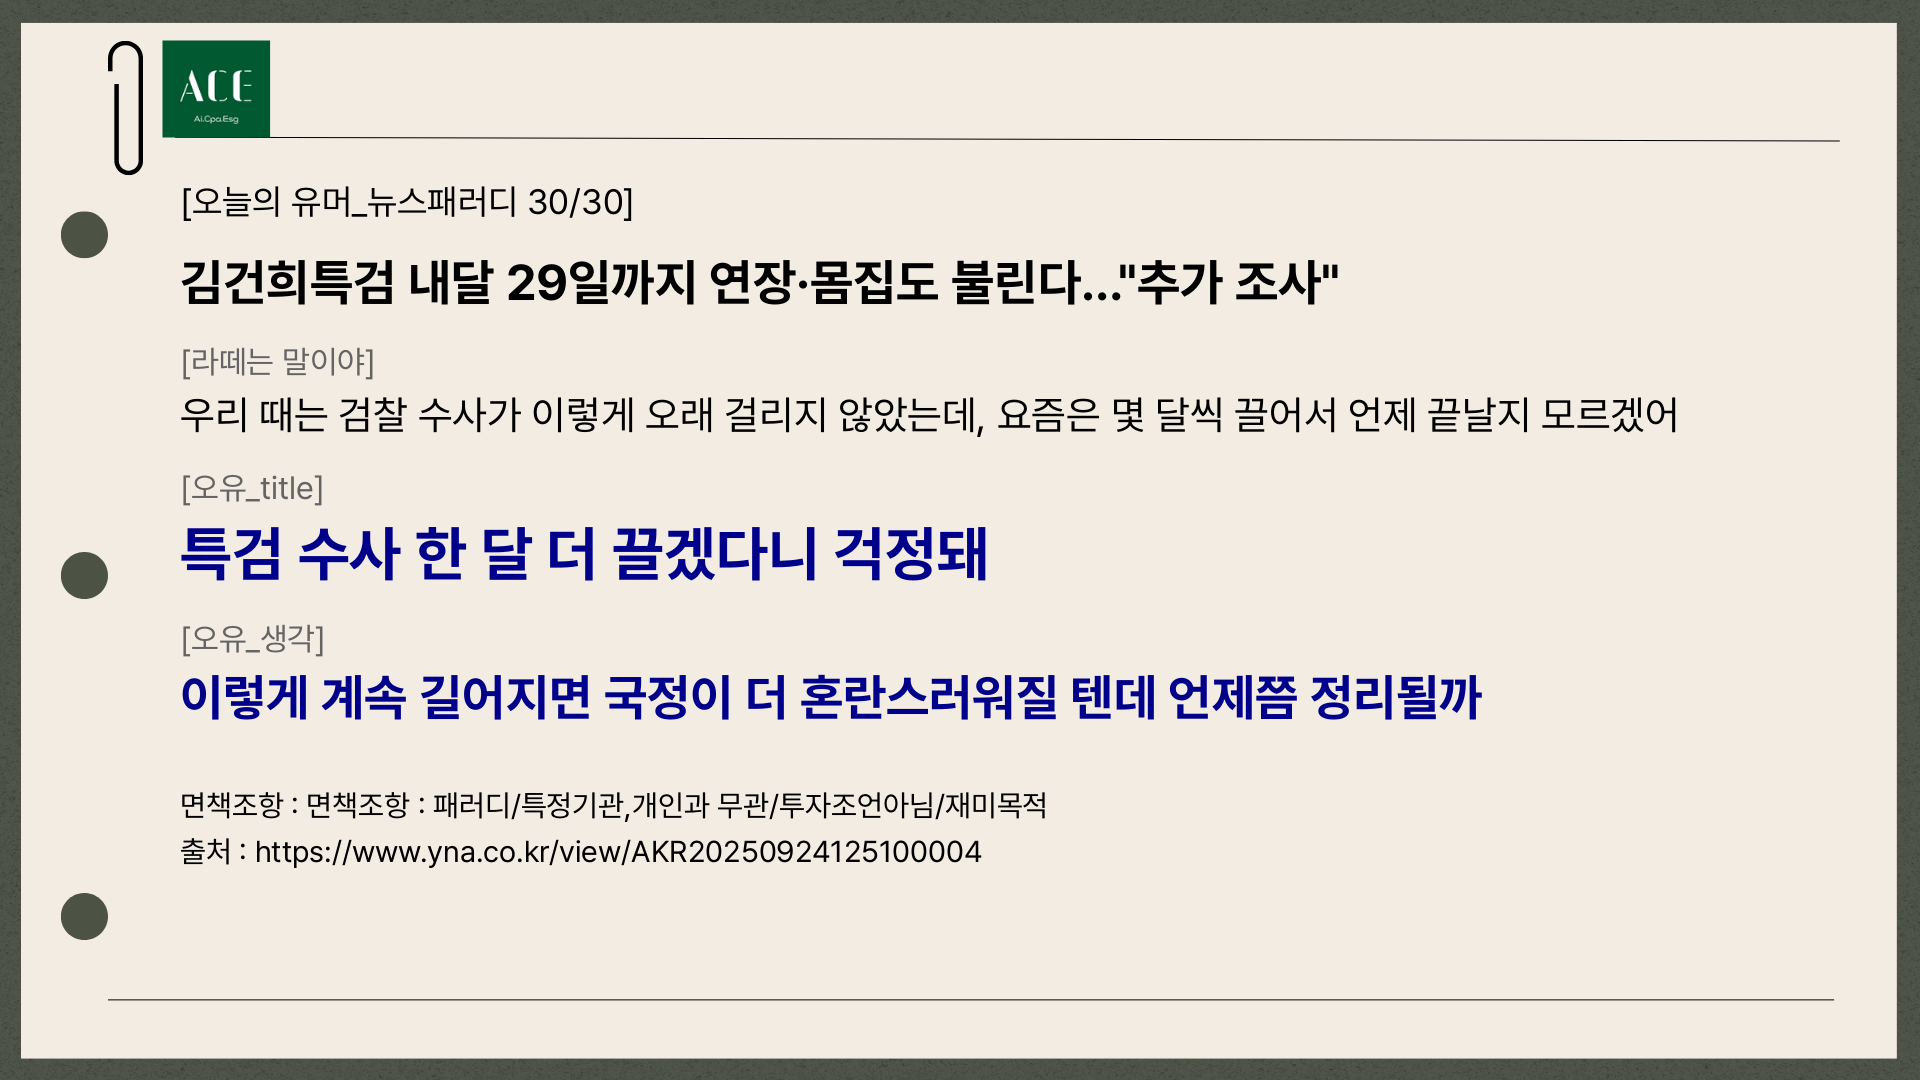 ACE
Ai.Cpa.Esg
[오늘의 유머_뉴스패러디 30/30]
김건희특검 내달 29일까지 연장·몸집도 불린다..."추가 조사"
[라떼는 말이야]
우리 때는 검찰 수사가 이렇게 오래 걸리지 않았는데, 요즘은 몇 달씩 끌어서 언제 끝날지 모르겠어
[오유_title]
특검 수사 한 달 더 끌겠다니 걱정돼
[오유_생각]
이렇게 계속 길어지면 국정이 더 혼란스러워질 텐데 언제쯤 정리될까
면책조항 : 면책조항 : 패러디/특정기관,개인과 무관/투자조언아님/재미목적
출처 : https://www.yna.co.kr/view/AKR20250924125100004